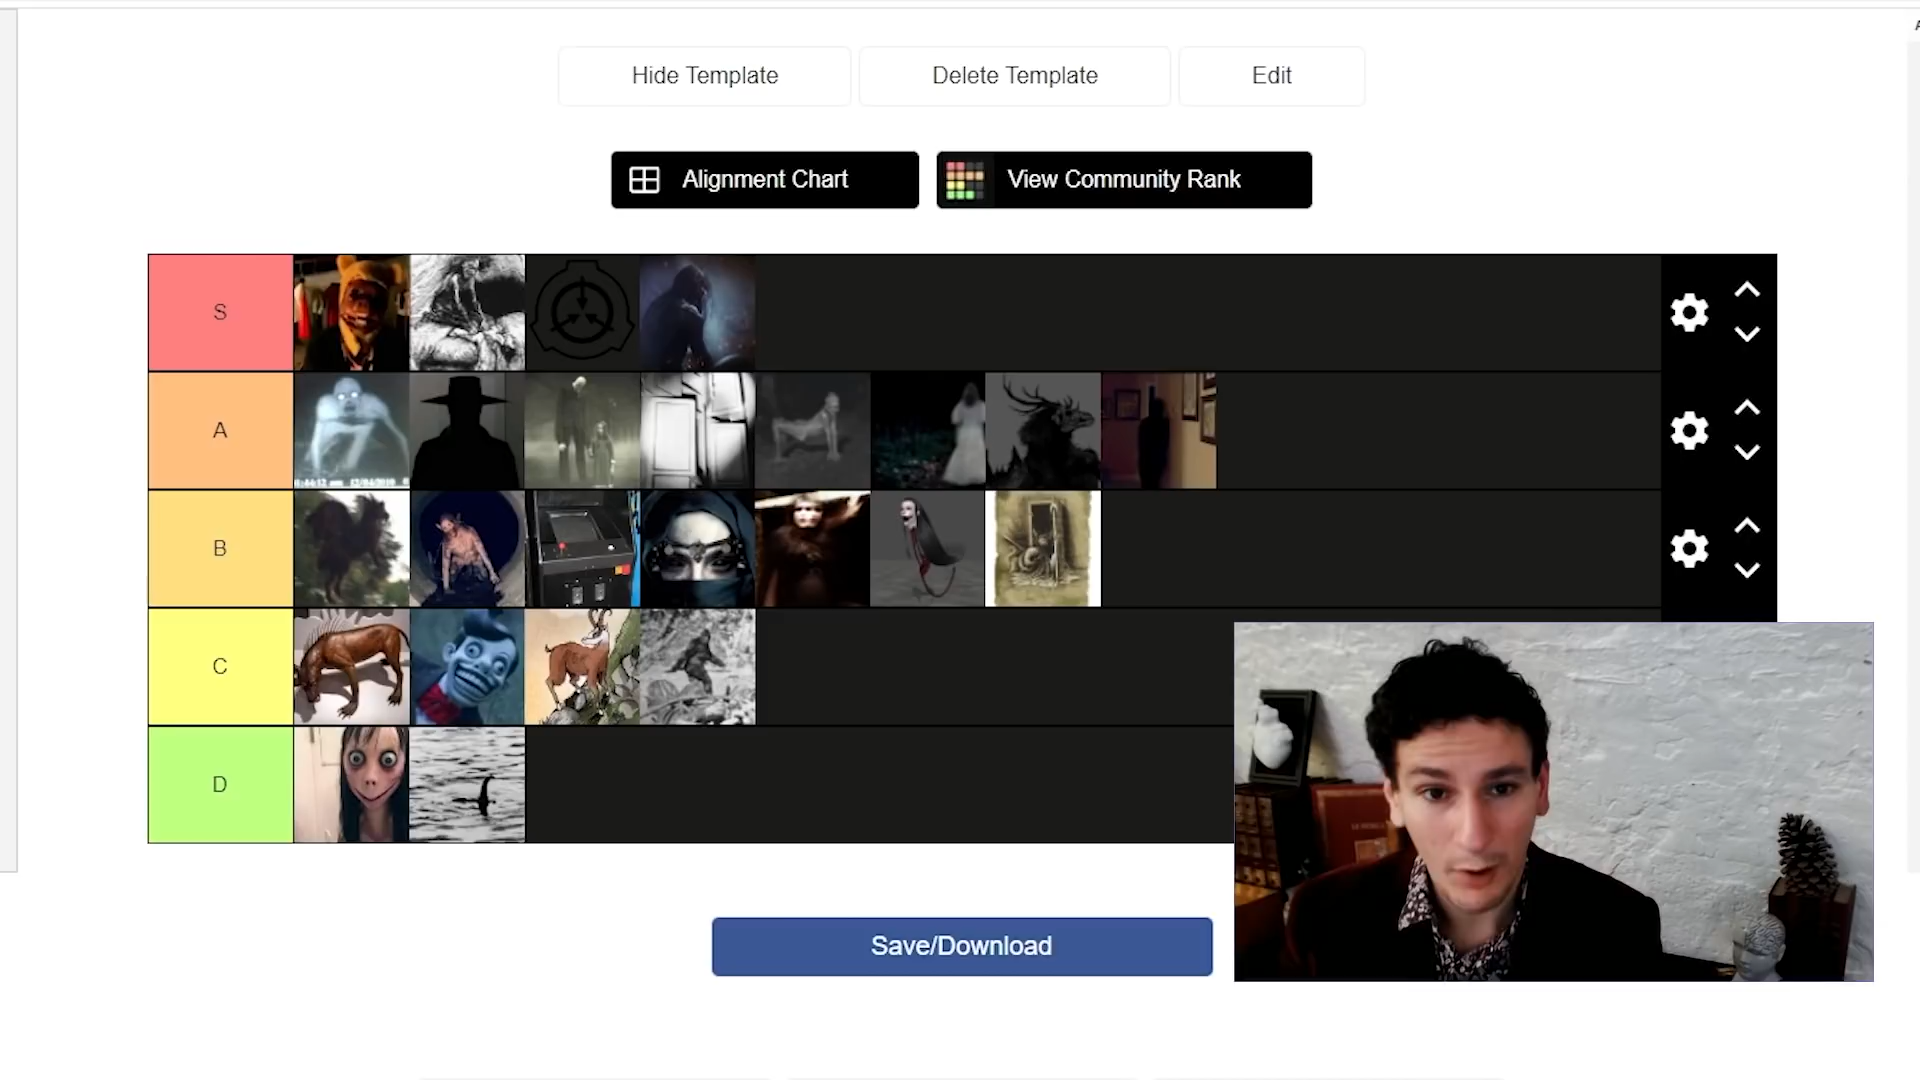 Hide Template
Delete Template
Edit
Alignment Chart
View Community Rank
S
A
B
C
D
Save/Download